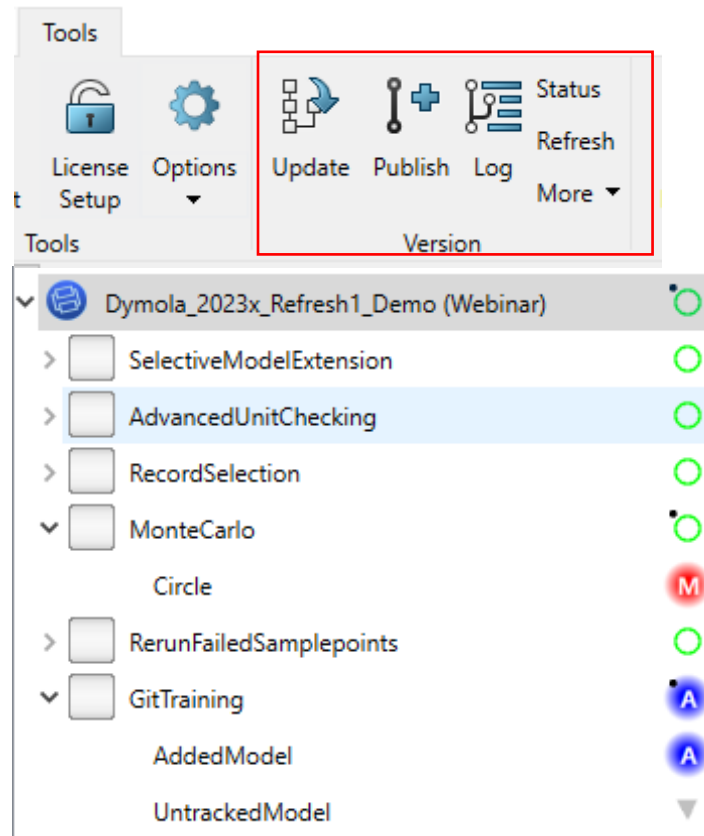 Tools
Status
Refresh
License
Setup
Options
Update
Publish
Log
More
t
Tools
Version
Dymola_2023x_Refresh1_Demo (Webinar)
SelectiveModelExtension
AdvancedUnitChecking
RecordSelection
MonteCarlo
Circle
M
RerunFailedSamplepoints
GitTraining
A
AddedModel
A
UntrackedModel